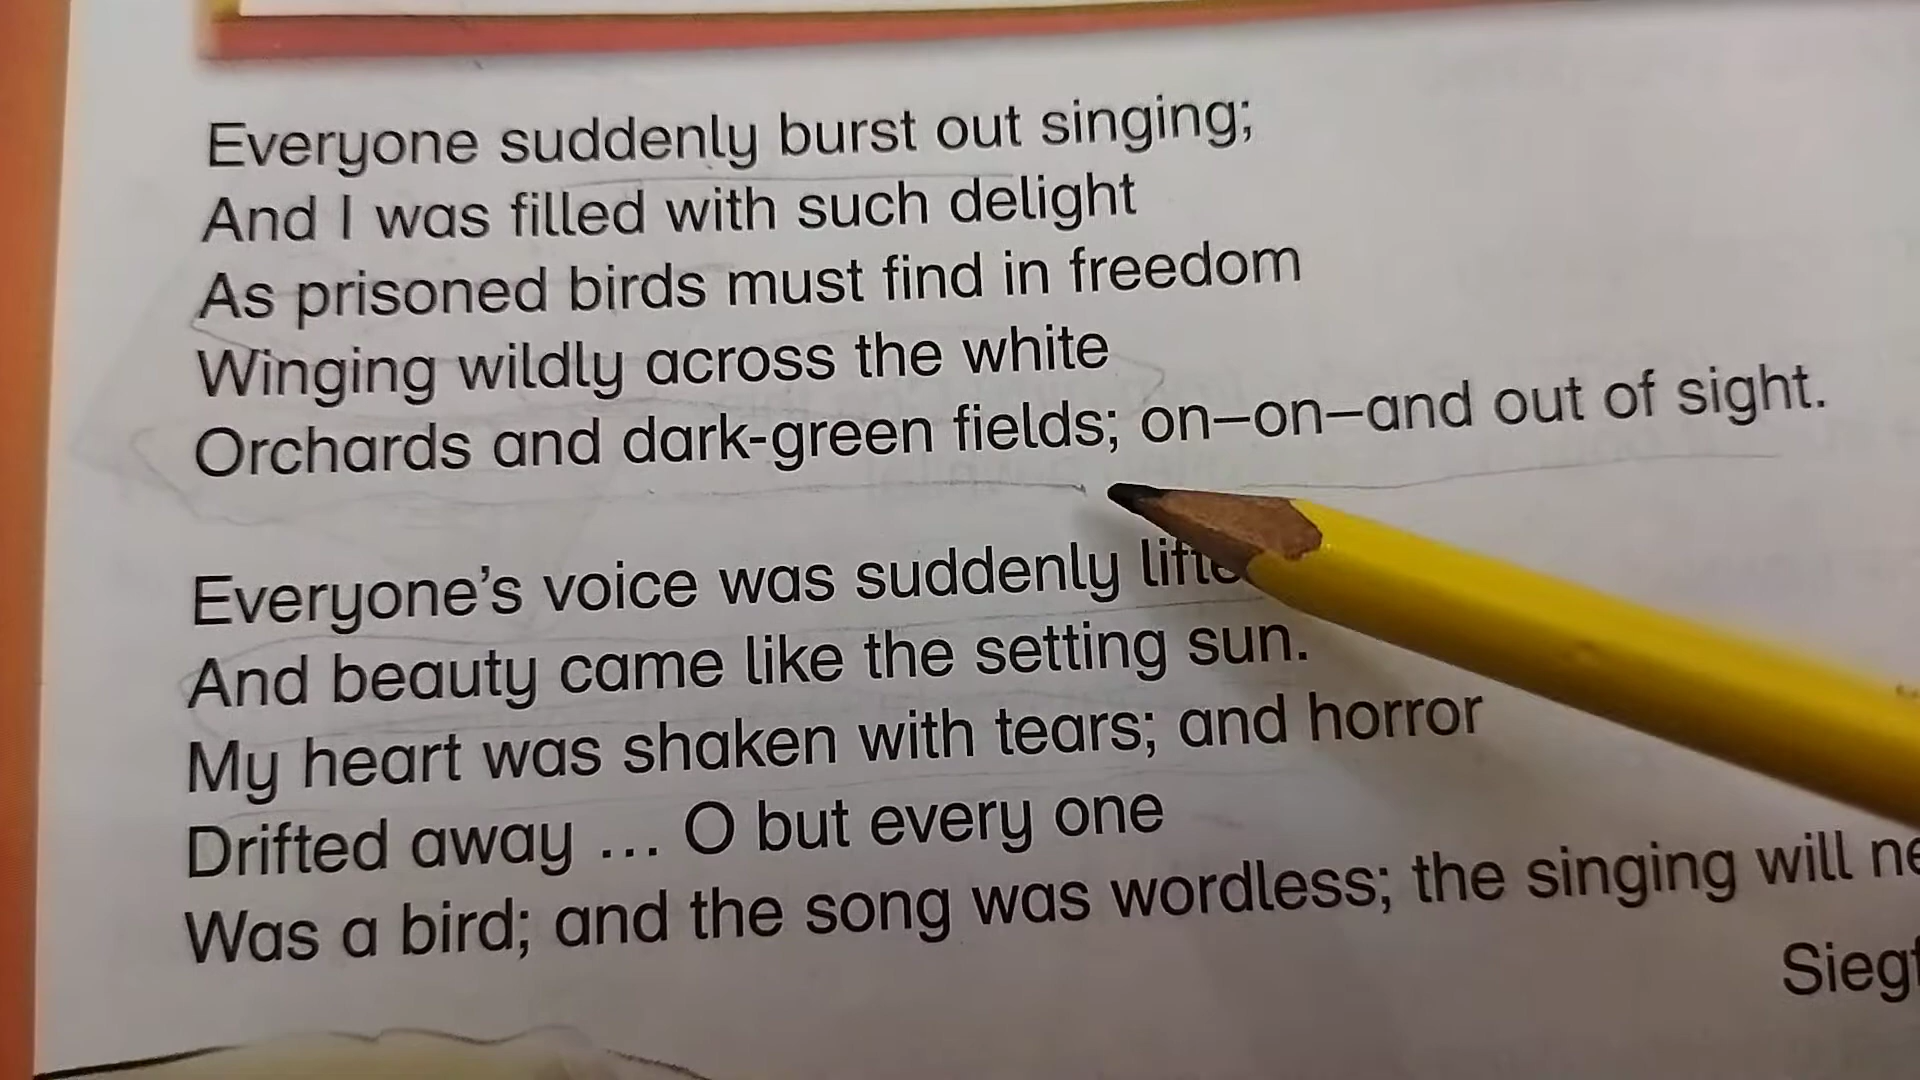 Everyone suddenly burst out singing;
And I was filled with such delight
As prisoned birds must find in freedom
Winging wildly across the white
Orchards and dark-green fields; on–on–and out of sight.
Everyone's voice was suddenly
And beauty came like the setting sun.
My heart was shaken with tears; and horror
Drifted away ... O but every one
Was a bird; and the song was wordless; the singing will